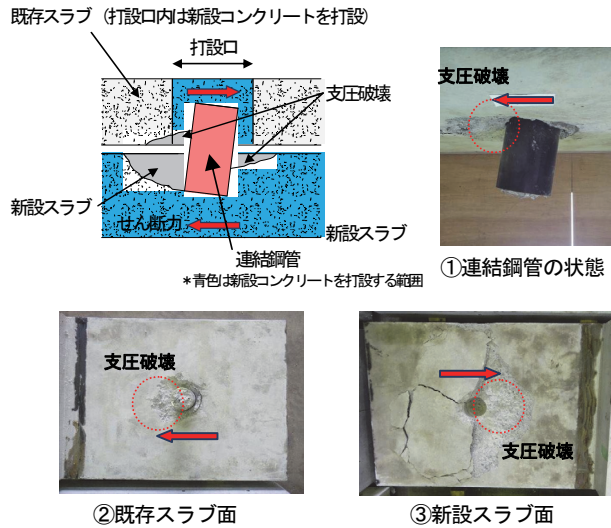 既存スラブ（打設口内は新設コンクリートを打設）
打設口
支圧破壊
新設スラブ
せん断力
新設スラブ
連結鋼管
＊青色は新設コンクリートを打設する範囲
支圧破壊
①連結鋼管の状態
支圧破壊
②既存スラブ面
支圧破壊
③新設スラブ面